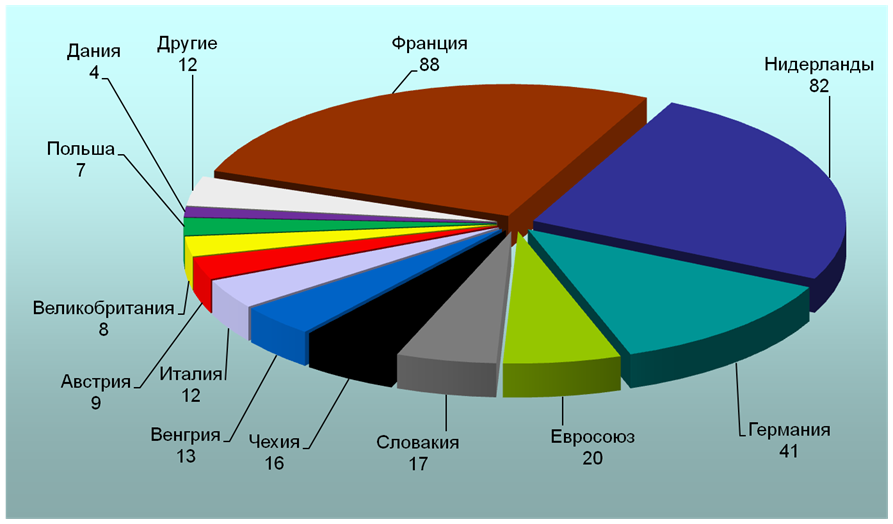 Франция
88
Нидерланды
82
Германия
41
Евросоюз
20
Словакия
17
Чехия
16
Венгрия
13
Италия
12
Австрия
9
Великобритания
8
Польша
7
Дания
4
Другие
12